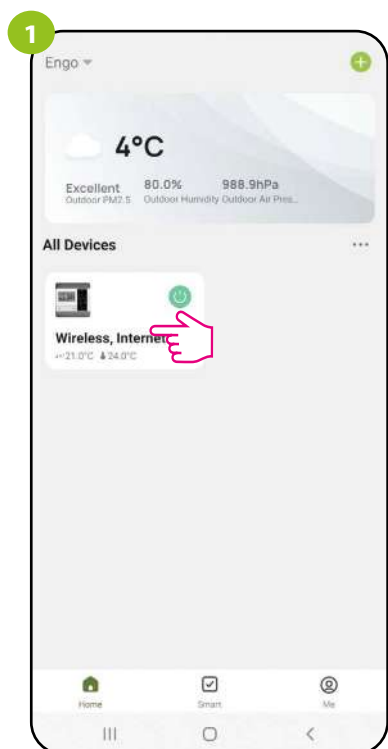 1
Engo
4°C
Excellent 80.0% 988.9hPa
Outdoor PM2.5 Outdoor Humidity Outdoor Air Pres...
All Devices
Wireless, Internet
21.0°C 24.0°C
Home Smart Me